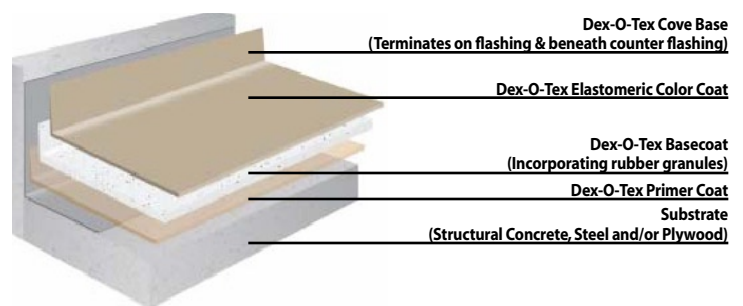 Dex-O-Tex Cove Base
(Terminates on flashing & beneath counter flashing)
Dex-O-Tex Elastomeric Color Coat
Dex-O-Tex Basecoat
(Incorporating rubber granules)
Dex-O-Tex Primer Coat
Substrate
(Structural Concrete, Steel and/or Plywood)